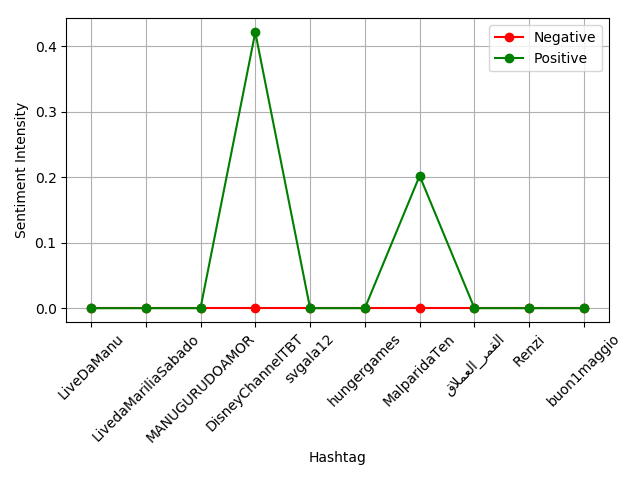 Negative
Positive
0.4
0.3
0.2
0.1
0.0
Sentiment Intensity
LiveDaManu
LivedaMariliaSabado
MANUGURUDOAMOR
DisneyChannelTBT
svgala12
hungergames
MalparidaTen
القمر_العملاق
Renzi
buon1maggio
Hashtag